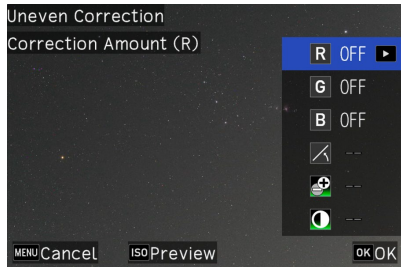 Uneven Correction
Correction Amount (R)
R OFF
G OFF
B OFF
--
--
--
MENU Cancel
ISO Preview
OK OK